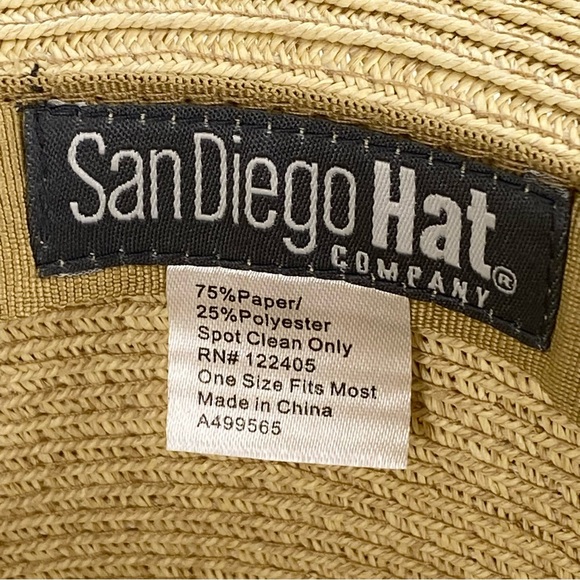 San Diego Hat®
COMPANY
75%Paper/
25%Polyester
Spot Clean Only
RN# 122405
One Size Fits Most
Made in China
A499565